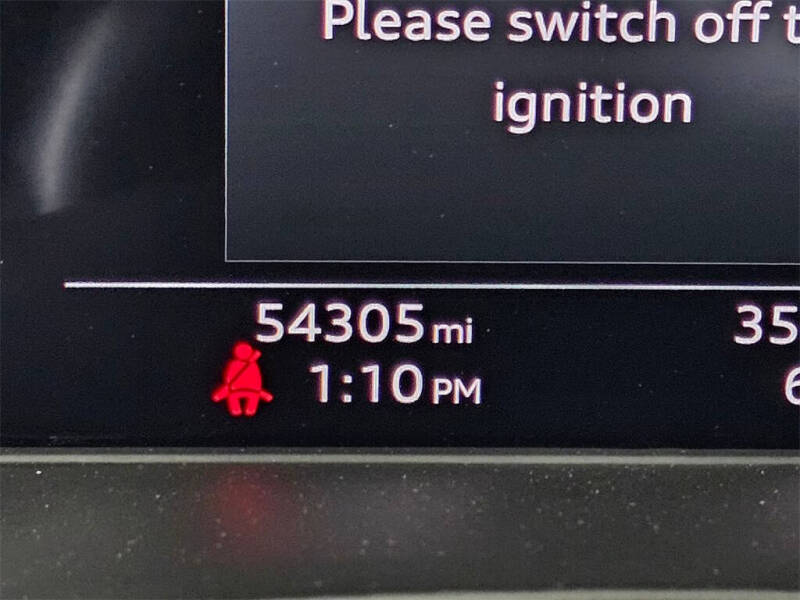 Please switch off
ignition
54305 mi
1:10 PM